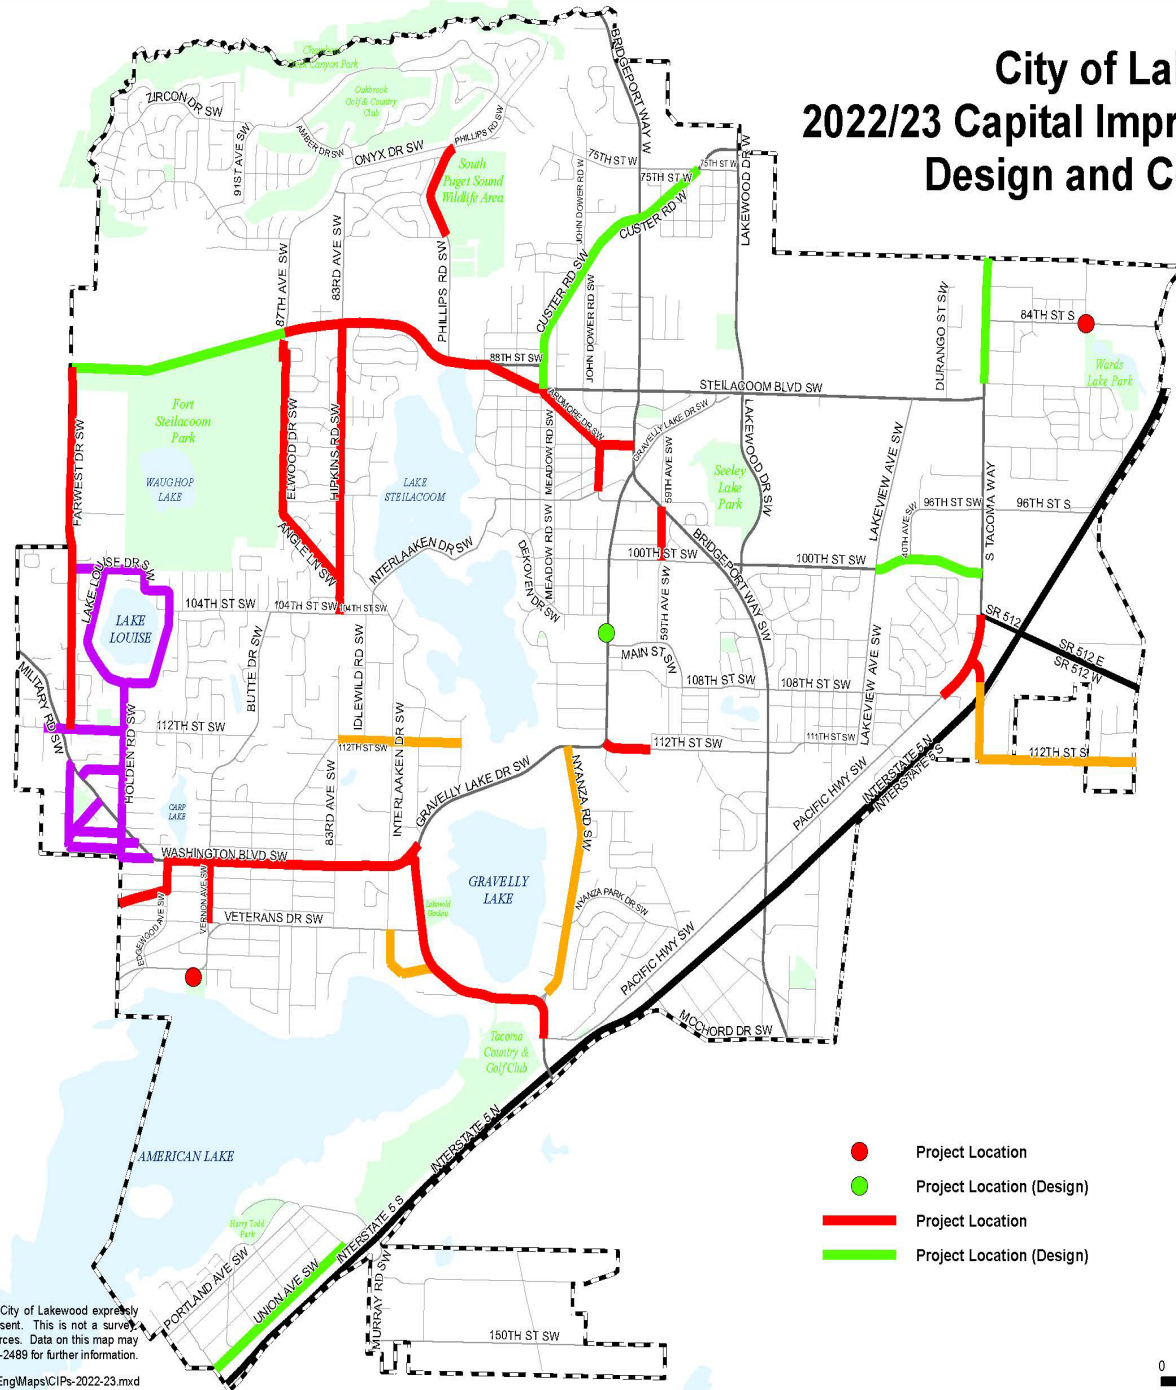 City of La
2022/23 Capital Impr
Design and C
Canyon Park
Oakbrook
Golf & Country
Club
ZIRCON DR SW
91ST AVE SW
AMBER DR SW
ONYX DR SW
PHILLIPS RD SW
South
Puget Sound
Wildlife Area
BRIDGEPORT WAY W
75TH ST W
75TH ST W
75TH ST W
JOHN DOWER RD W
CUSTER RD W
LAKEWOOD DR W
87TH AVE SW
83RD AVE SW
PHILLIPS RD SW
CUSTER RD SW
JOHN DOWER RD SW
88TH ST SW
STEILACOOM BLVD SW
DURANGO ST SW
84TH ST S
Wards
Lake Park
Fort
Steilacoom
Park
WAUGHOP
LAKE
FARWEST DR SW
ELWOOD DR SW
HIPKINS RD SW
ANGLE LN SW
LAKE
STEILACOOM
ARDMORE DR SW
MEADOW RD SW
GRAVELLY LAKE DR SW
59TH AVE SW
LAKEWOOD DR SW
Seeley
Lake
Park
LAKEVIEW AVE SW
40TH AVE SW
96TH ST SW
96TH ST S
S TACOMA WAY
INTERLAAKEN DR SW
DEKOVEN DR SW
MEADOW RD SW
100TH ST SW
BRIDGEPORT WAY SW
100TH ST SW
LAKE LOUISE DR SW
LAKE
LOUISE
104TH ST SW
104TH ST SW
104TH ST SW
59TH AVE SW
MAIN ST SW
108TH ST SW
108TH ST SW
LAKEVIEW AVE SW
SR 512
SR 512 E
SR 512 W
MILITARY RD SW
BUTTE DR SW
IDLEWILD RD SW
112TH ST SW
112TH ST SW
INTERLAAKEN DR SW
HOLDEN RD SW
GRAVELLY LAKE DR SW
112TH ST SW
111TH ST SW
112TH ST S
INTERSTATE 5 N
INTERSTATE 5 S
PACIFIC HWY SW
CARP
LAKE
83RD AVE SW
NYANZA RD SW
WASHINGTON BLVD SW
GRAVELLY
LAKE
EDGEWOOD AVE SW
VERNON AVE SW
VETERANS DR SW
Lakewold
Gardens
NYANZA PARK DR SW
PACIFIC HWY SW
MCCHORD DR SW
Tacoma
Country &
Golf Club
AMERICAN LAKE
INTERSTATE 5 N
INTERSTATE 5 S
Harry Todd
Park
PORTLAND AVE SW
UNION AVE SW
MURRAY RD SW
150TH ST SW
Project Location
Project Location (Design)
Project Location
Project Location (Design)
City of Lakewood expressly
sent. This is not a survey.
rces. Data on this map may
-2489 for further information.
Eng\Maps\CIPs-2022-23.mxd
0